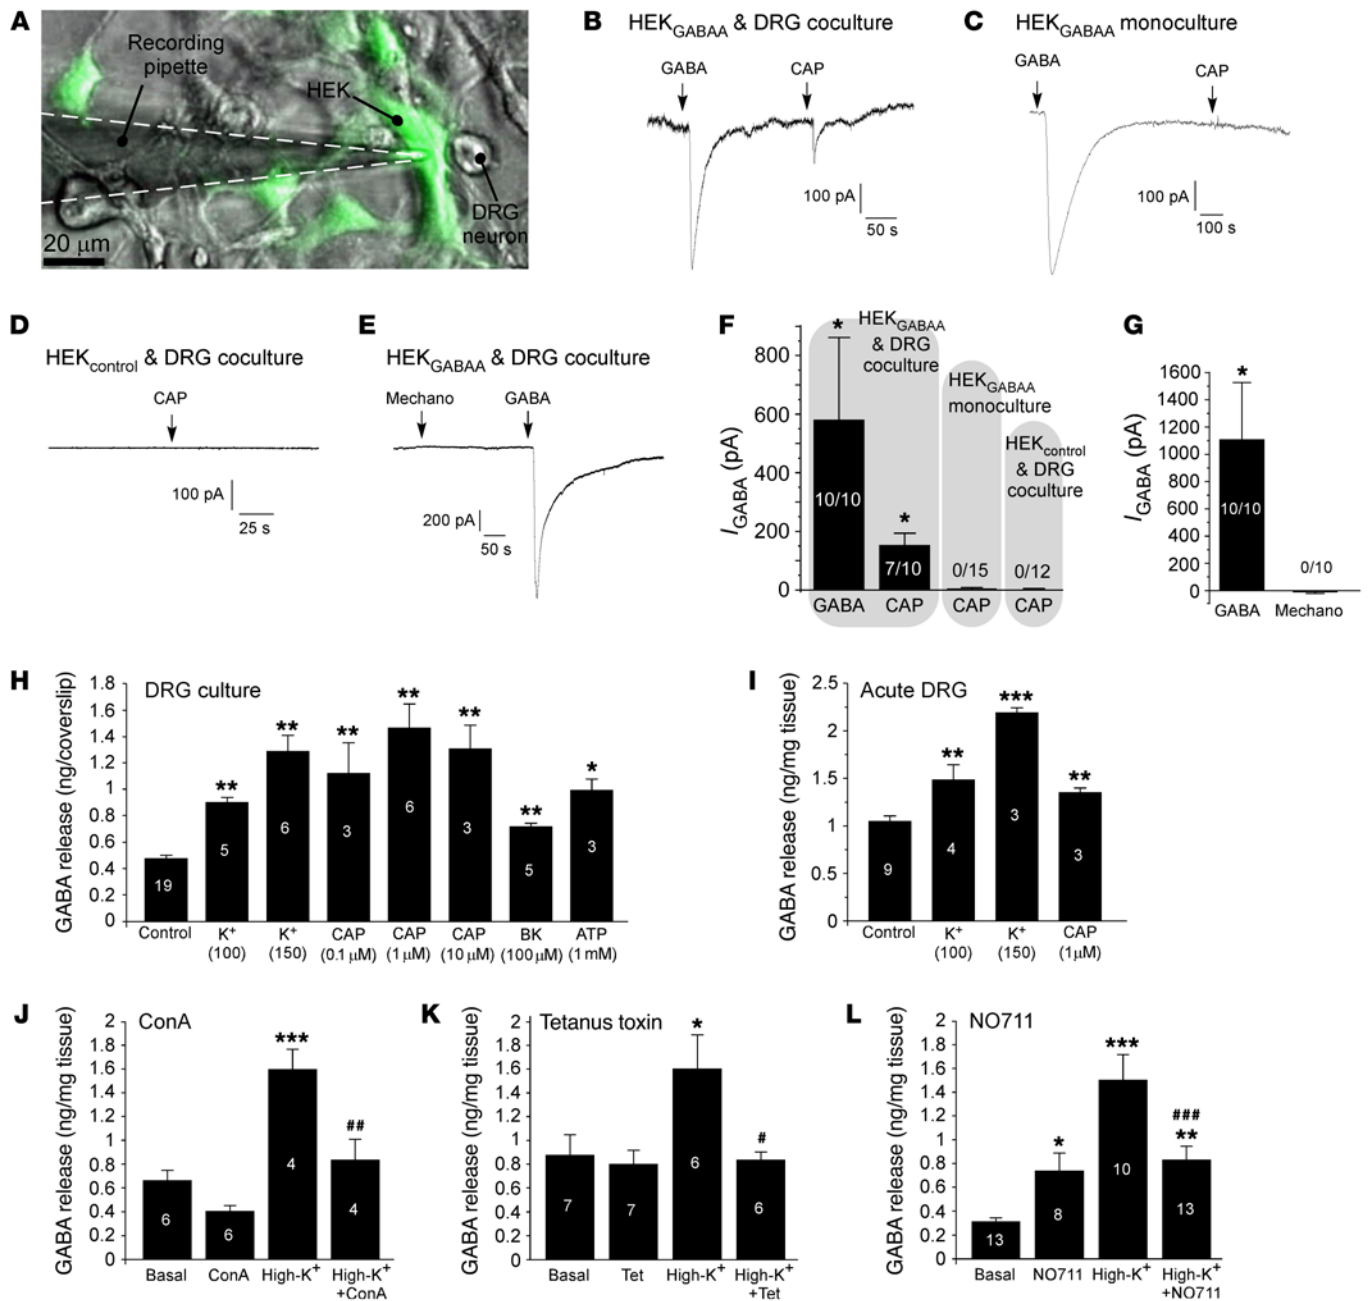 A
Recording
pipette
HEK
DRG
neuron
20 µm
B
HEKGABAA & DRG coculture
GABA
CAP
100 pA
50 s
C
HEKGABAA monoculture
GABA
CAP
100 pA
100 s
D
HEKcontrol & DRG coculture
CAP
100 pA
25 s
E
HEKGABAA & DRG coculture
Mechano
GABA
200 pA
50 s
F
IGABA (pA)
800
600
400
200
0
*
*
10/10
7/10
0/15
0/12
HEKGABAA
& DRG
coculture
HEKGABAA
monoculture
HEKcontrol
& DRG
coculture
GABA
CAP
CAP
CAP
G
IGABA (pA)
1600
1400
1200
1000
800
600
400
200
0
*
10/10
0/10
GABA
Mechano
H
DRG culture
GABA release (ng/coverslip)
1.8
1.6
1.4
1.2
1
0.8
0.6
0.4
0.2
0
** ** ** ** ** ** *
19 5 6 3 6 3 5 3
Control K+ K+ CAP CAP CAP BK ATP
(100) (150) (0.1 µM) (1 µM) (10 µM) (100 µM) (1 mM)
I
Acute DRG
GABA release (ng/mg tissue)
2.5
2
1.5
1
0.5
0
** *** **
9 4 3 3
Control K+ K+ CAP
(100) (150) (1µM)
J
ConA
GABA release (ng/mg tissue)
2
1.8
1.6
1.4
1.2
1
0.8
0.6
0.4
0.2
0
***
##
6 6 4 4
Basal ConA High-K+ High-K+
+ConA
K
Tetanus toxin
GABA release (ng/mg tissue)
2
1.8
1.6
1.4
1.2
1
0.8
0.6
0.4
0.2
0
*
#
7 7 6 6
Basal Tet High-K+ High-K+
+Tet
L
NO711
GABA release (ng/mg tissue)
2
1.8
1.6
1.4
1.2
1
0.8
0.6
0.4
0.2
0
***
###
* **
13 8 10 13
Basal NO711 High-K+ High-K+
+NO711